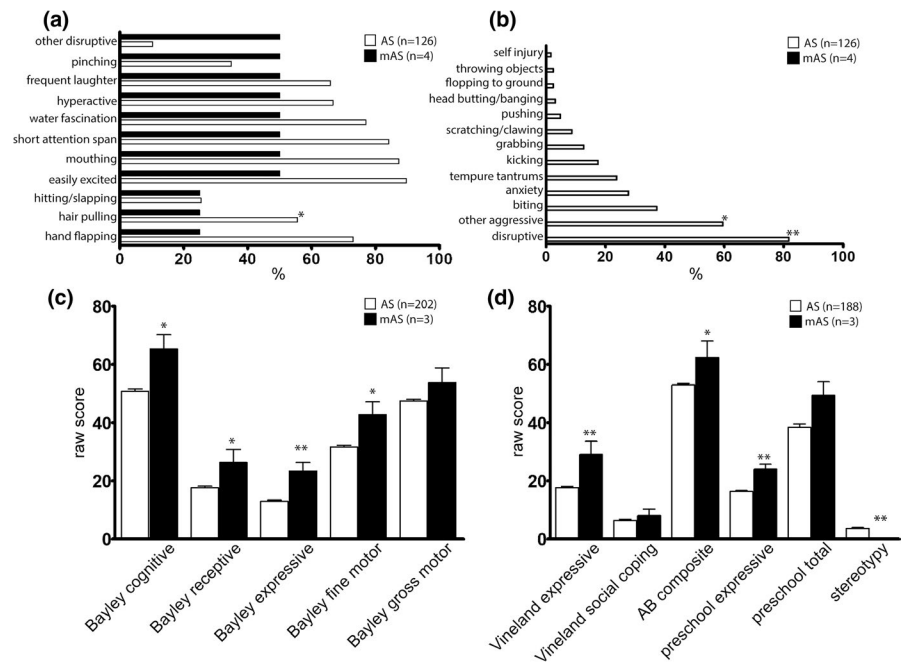 (a)
AS (n=126)
mAS (n=4)
other disruptive
pinching
frequent laughter
hyperactive
water fascination
short attention span
mouthing
easily excited
hitting/slapping
hair pulling *
hand flapping
0 20 40 60 80 100
%
(b)
AS (n=126)
mAS (n=4)
self injury
throwing objects
flopping to ground
head butting/banging
pushing
scratching/clawing
grabbing
kicking
tempure tantrums
anxiety
biting
other aggressive *
disruptive **
0 20 40 60 80 100
%
(c)
AS (n=202)
mAS (n=3)
raw score
80
60
40
20
0
* * ** *
Bayley cognitive
Bayley receptive
Bayley expressive
Bayley fine motor
Bayley gross motor
(d)
AS (n=188)
mAS (n=3)
raw score
80
60
40
20
0
** * ** **
Vineland expressive
Vineland social coping
AB composite
preschool expressive
preschool total
stereotypy